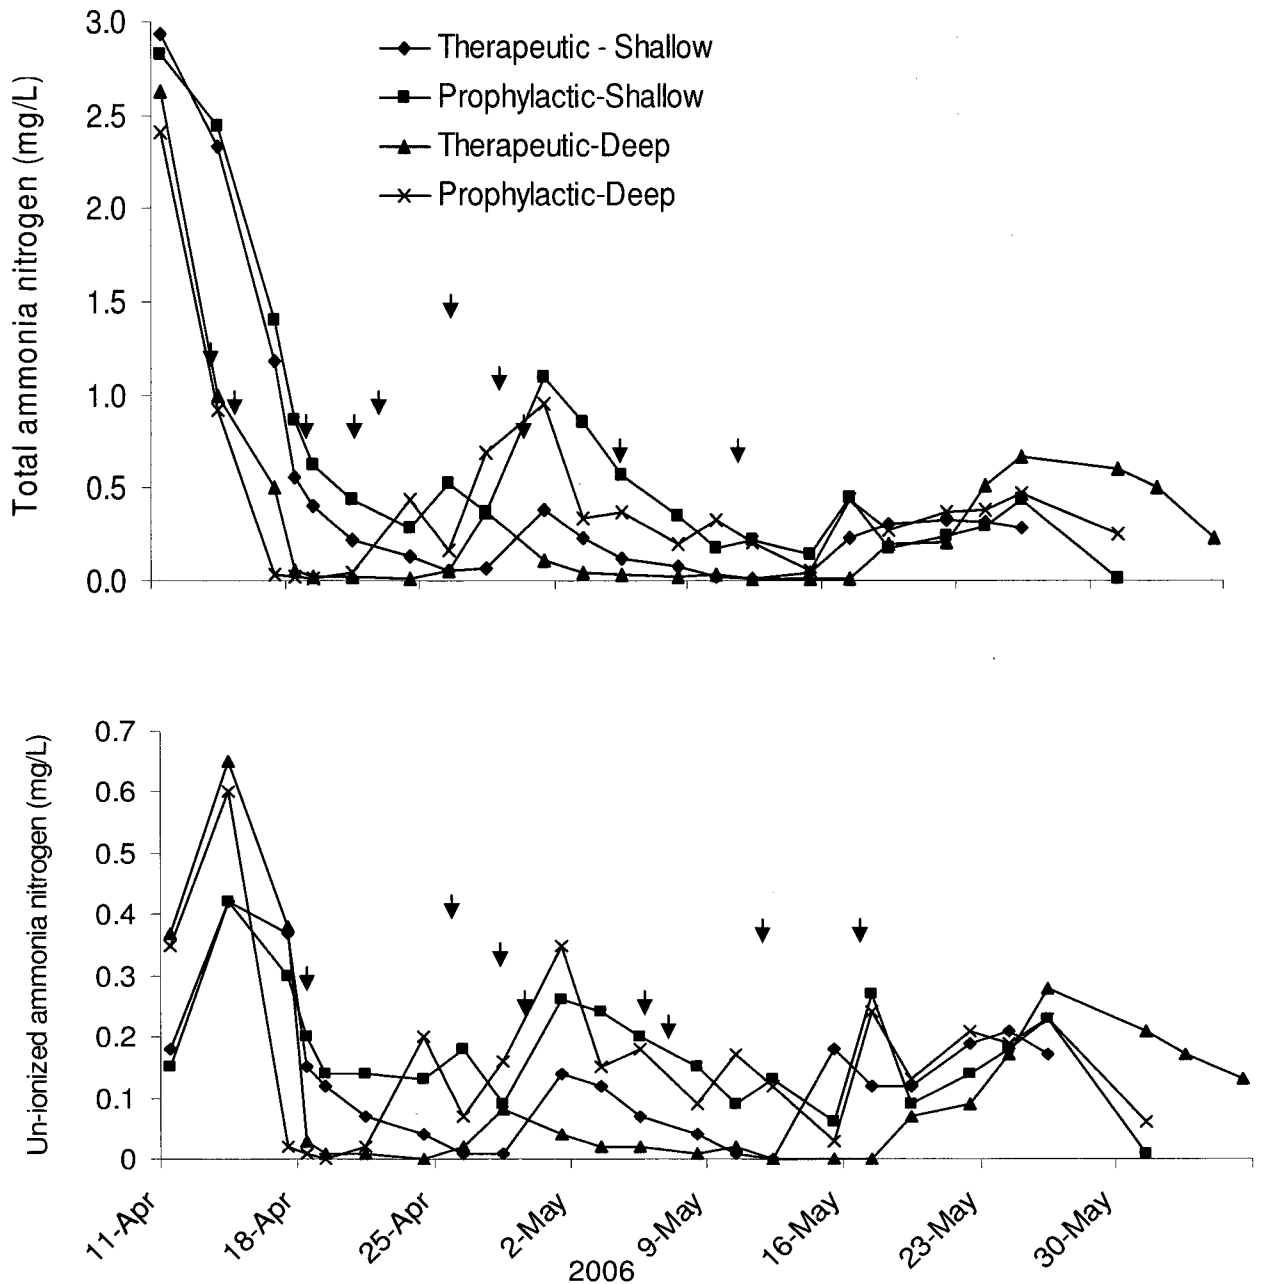 Total ammonia nitrogen (mg/L)
3.0
2.5
2.0
1.5
1.0
0.5
0.0
Therapeutic - Shallow
Prophylactic-Shallow
Therapeutic-Deep
Prophylactic-Deep
Un-ionized ammonia nitrogen (mg/L)
0.7
0.6
0.5
0.4
0.3
0.2
0.1
0
11-Apr
18-Apr
25-Apr
2-May
9-May
16-May
23-May
30-May
2006